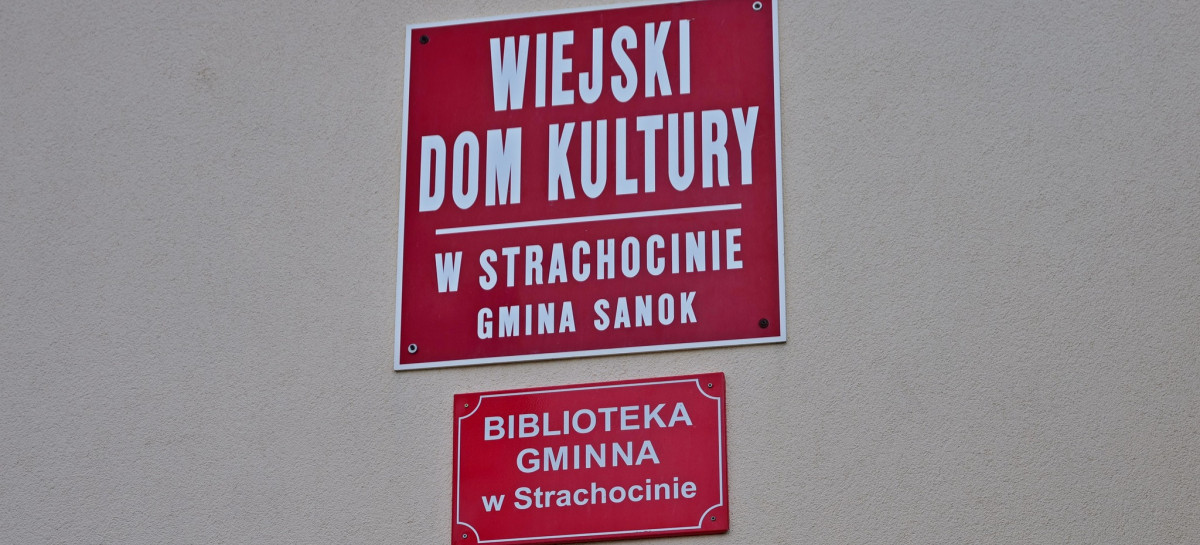 WIEJSKI
DOM KULTURY
W STRACHOCINIE
GMINA SANOK
BIBLIOTEKA
GMINNA
w Strachocinie